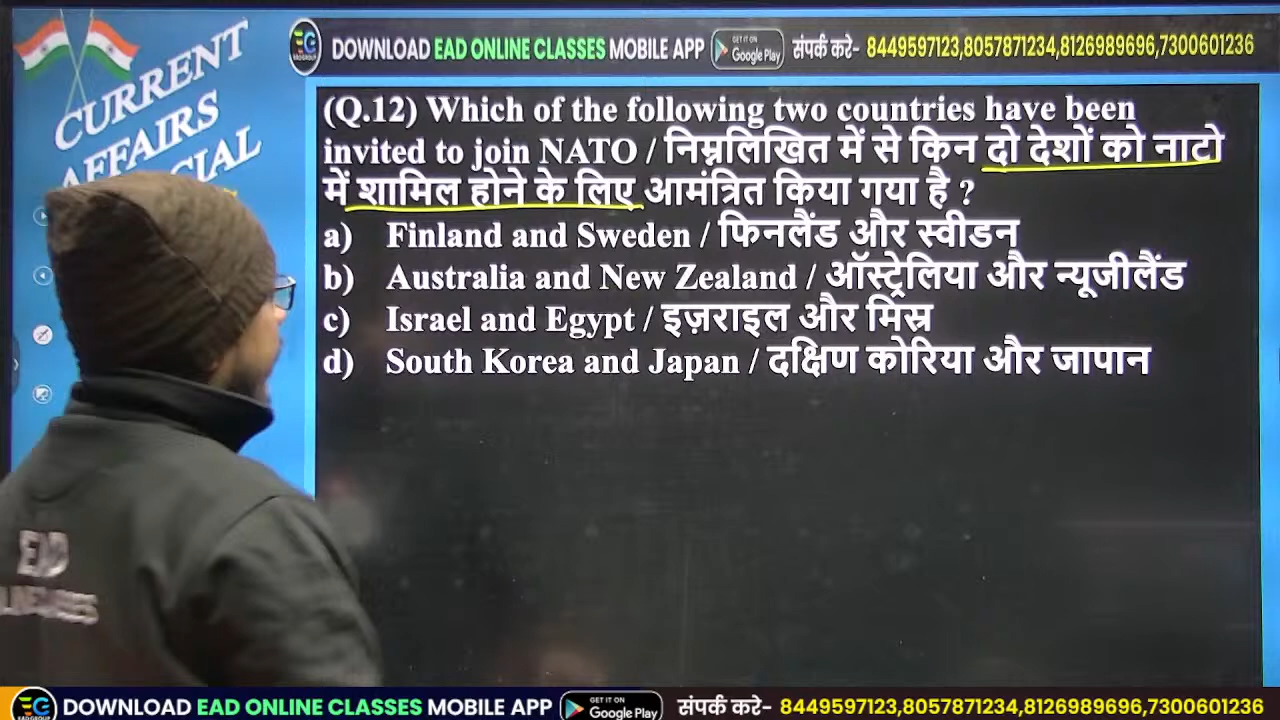 CURRENT
AFFAIRS
DOWNLOAD EAD ONLINE CLASSES MOBILE APP GET IT ON Google Play संपर्क करे- 8449597123,8057871234,8126989696,7300601236
(Q.12) Which of the following two countries have been
invited to join NATO / निम्नलिखित में से किन दो देशों को नाटो
में शामिल होने के लिए आमंत्रित किया गया है ?
a) Finland and Sweden / फिनलैंड और स्वीडन
b) Australia and New Zealand / ऑस्ट्रेलिया और न्यूजीलैंड
c) Israel and Egypt / इज़राइल और मिस्र
d) South Korea and Japan / दक्षिण कोरिया और जापान
EAD
DOWNLOAD EAD ONLINE CLASSES MOBILE APP GET IT ON Google Play संपर्क करे- 8449597123,8057871234,8126989696,7300601236